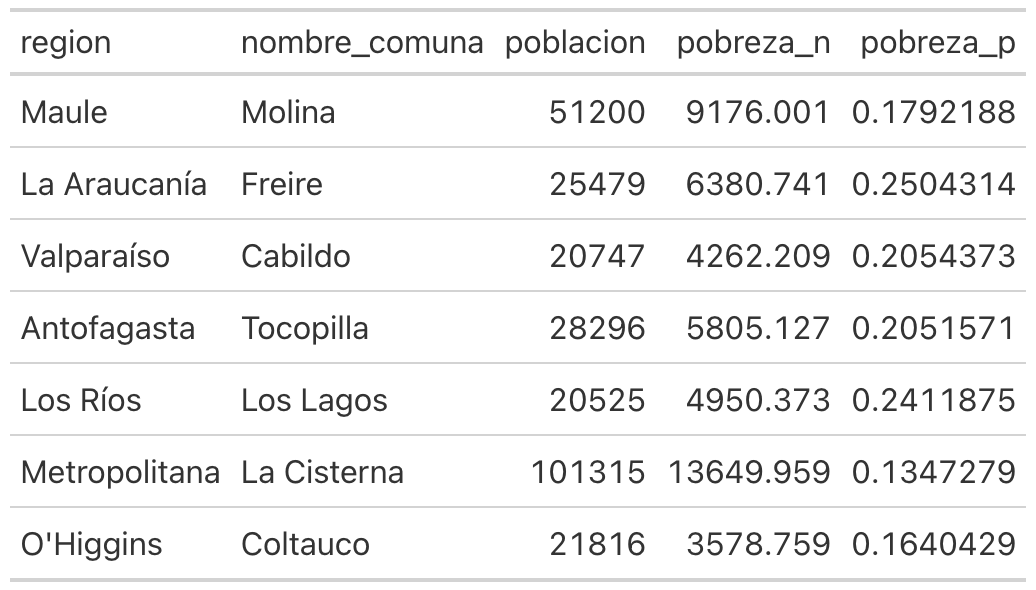 region nombre_comuna poblacion pobreza_n pobreza_p
Maule Molina 51200 9176.001 0.1792188
La Araucanía Freire 25479 6380.741 0.2504314
Valparaíso Cabildo 20747 4262.209 0.2054373
Antofagasta Tocopilla 28296 5805.127 0.2051571
Los Ríos Los Lagos 20525 4950.373 0.2411875
Metropolitana La Cisterna 101315 13649.959 0.1347279
O'Higgins Coltauco 21816 3578.759 0.1640429